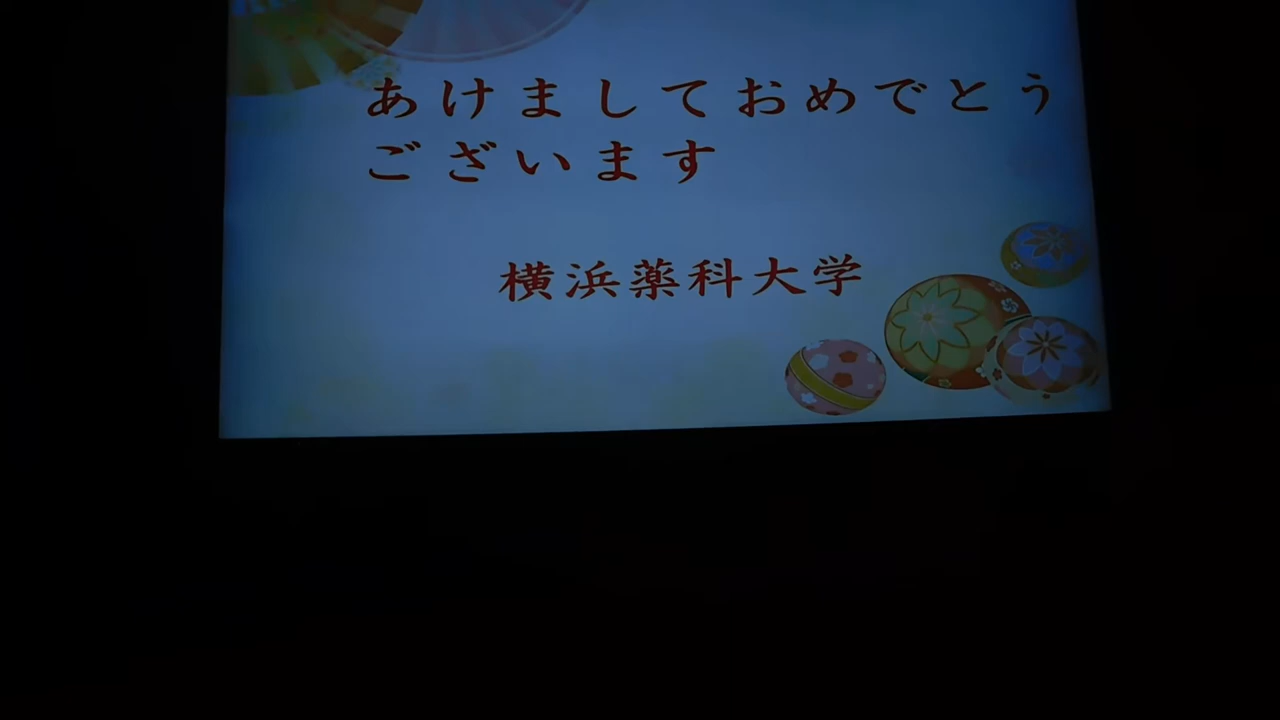 あけましておめでとう
ございます
横浜薬科大学